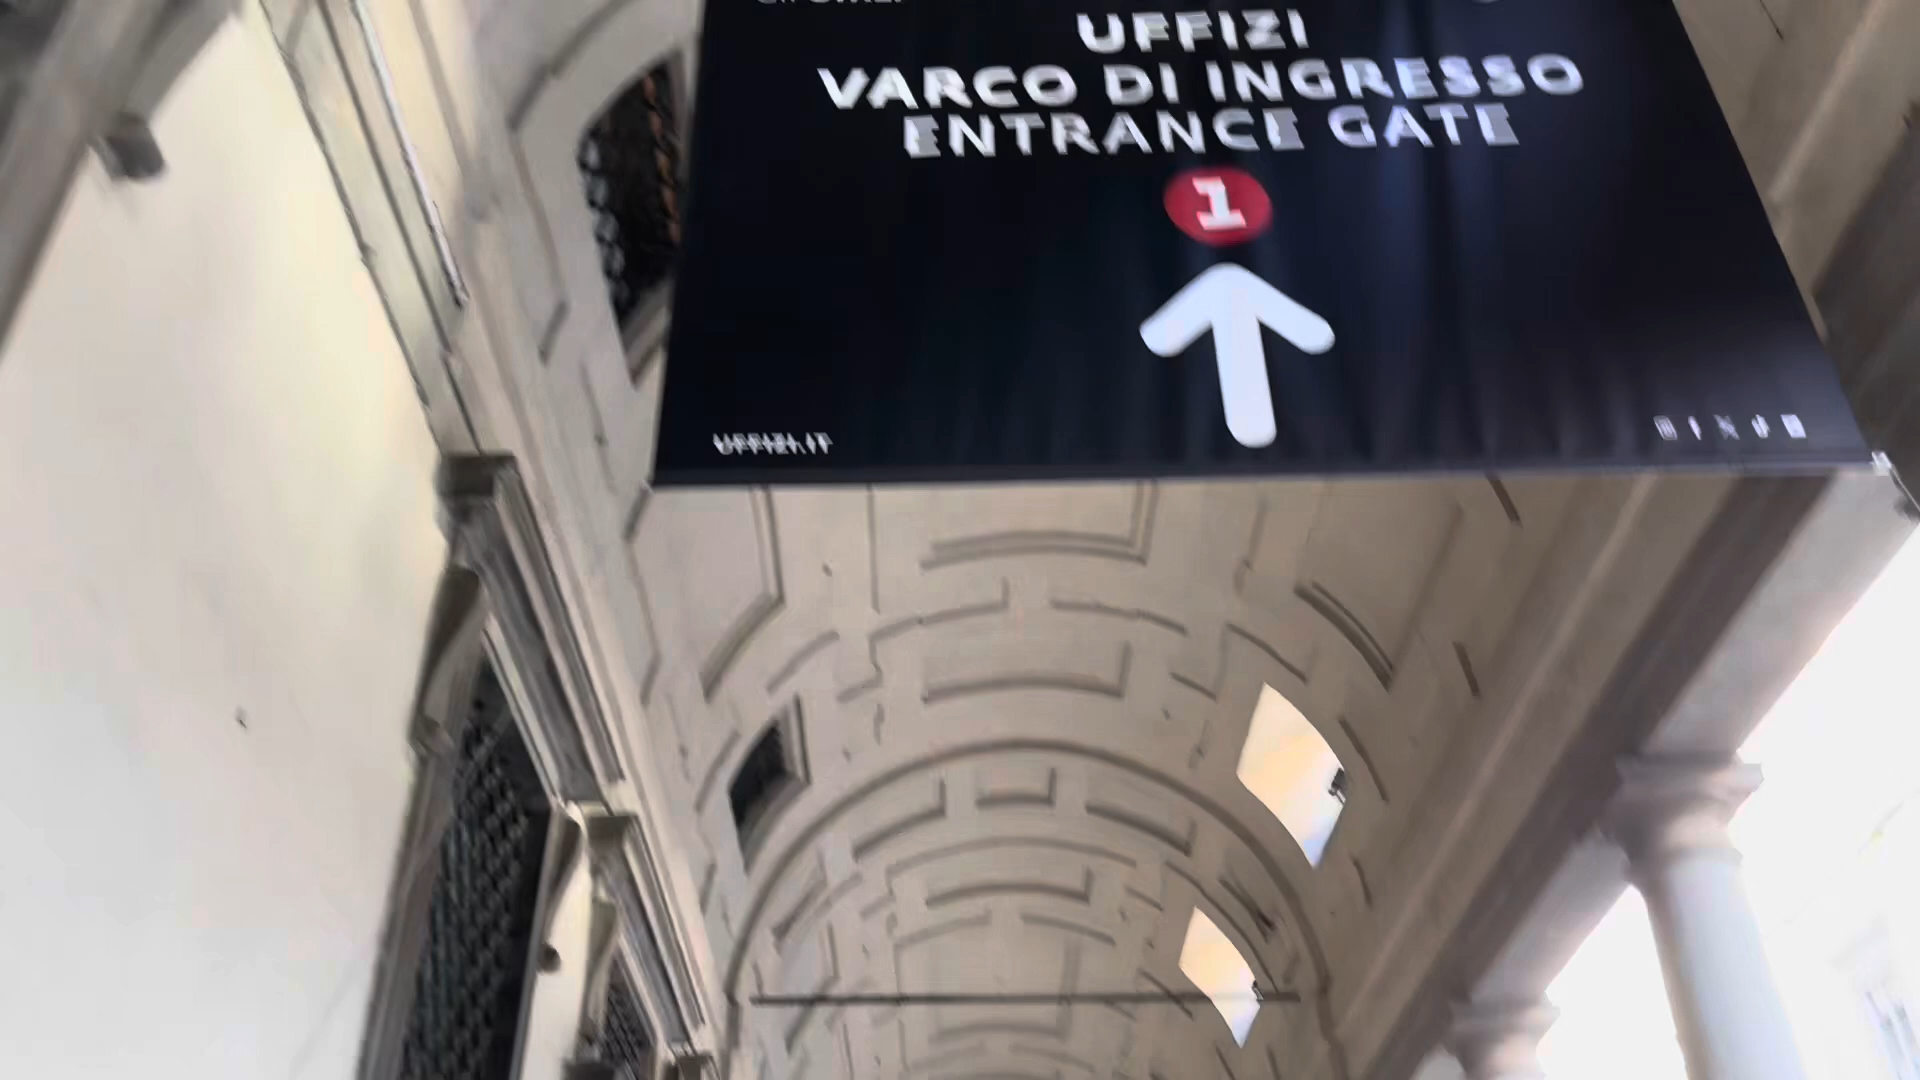 UFFIZI
VARCO DI INGRESSO
ENTRANCE GATE
1
UFFIZI.IT